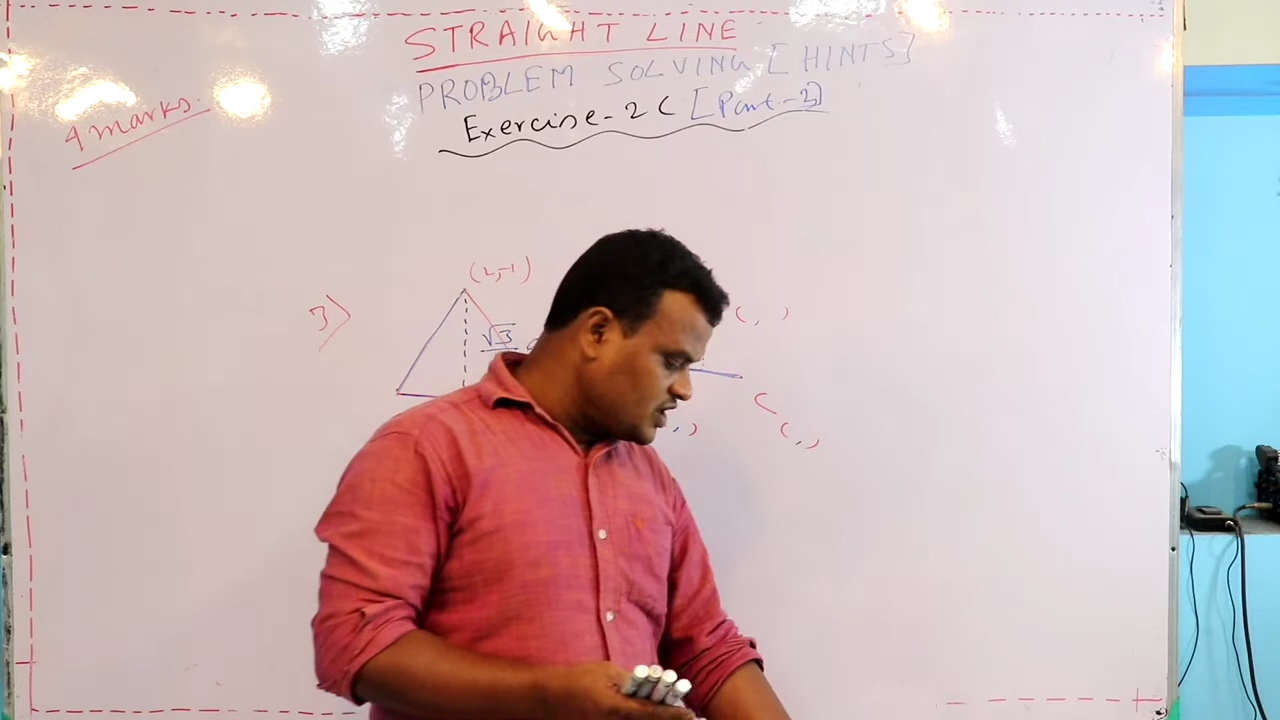 STRAIGHT LINE
PROBLEM SOLVING [HINTS]
Exercise-2C [Part-3]
4 marks.
(2,-1)
3)
√3
( , )
C
( , )